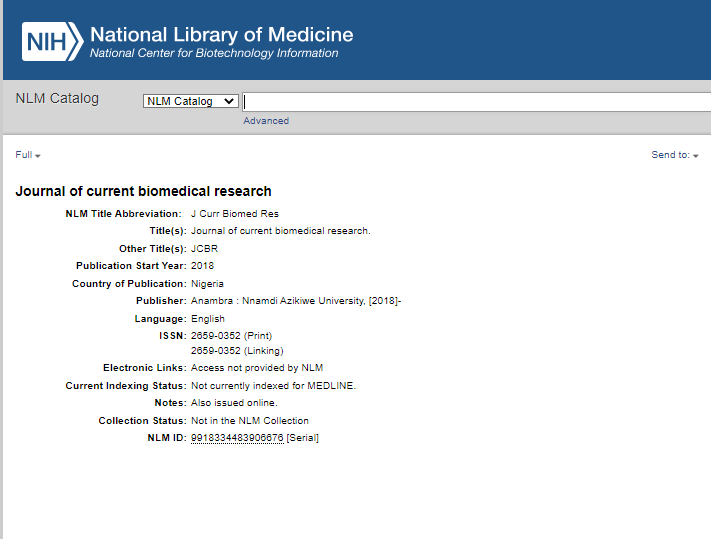 NIH
National Library of Medicine
National Center for Biotechnology Information
NLM Catalog
NLM Catalog
Advanced
Full
Send to:
Journal of current biomedical research
NLM Title Abbreviation: J Curr Biomed Res
Title(s): Journal of current biomedical research.
Other Title(s): JCBR
Publication Start Year: 2018
Country of Publication: Nigeria
Publisher: Anambra : Nnamdi Azikiwe University, [2018]-
Language: English
ISSN: 2659-0352 (Print)
2659-0352 (Linking)
Electronic Links: Access not provided by NLM
Current Indexing Status: Not currently indexed for MEDLINE.
Notes: Also issued online.
Collection Status: Not in the NLM Collection
NLM ID: 9918334483906676 [Serial]